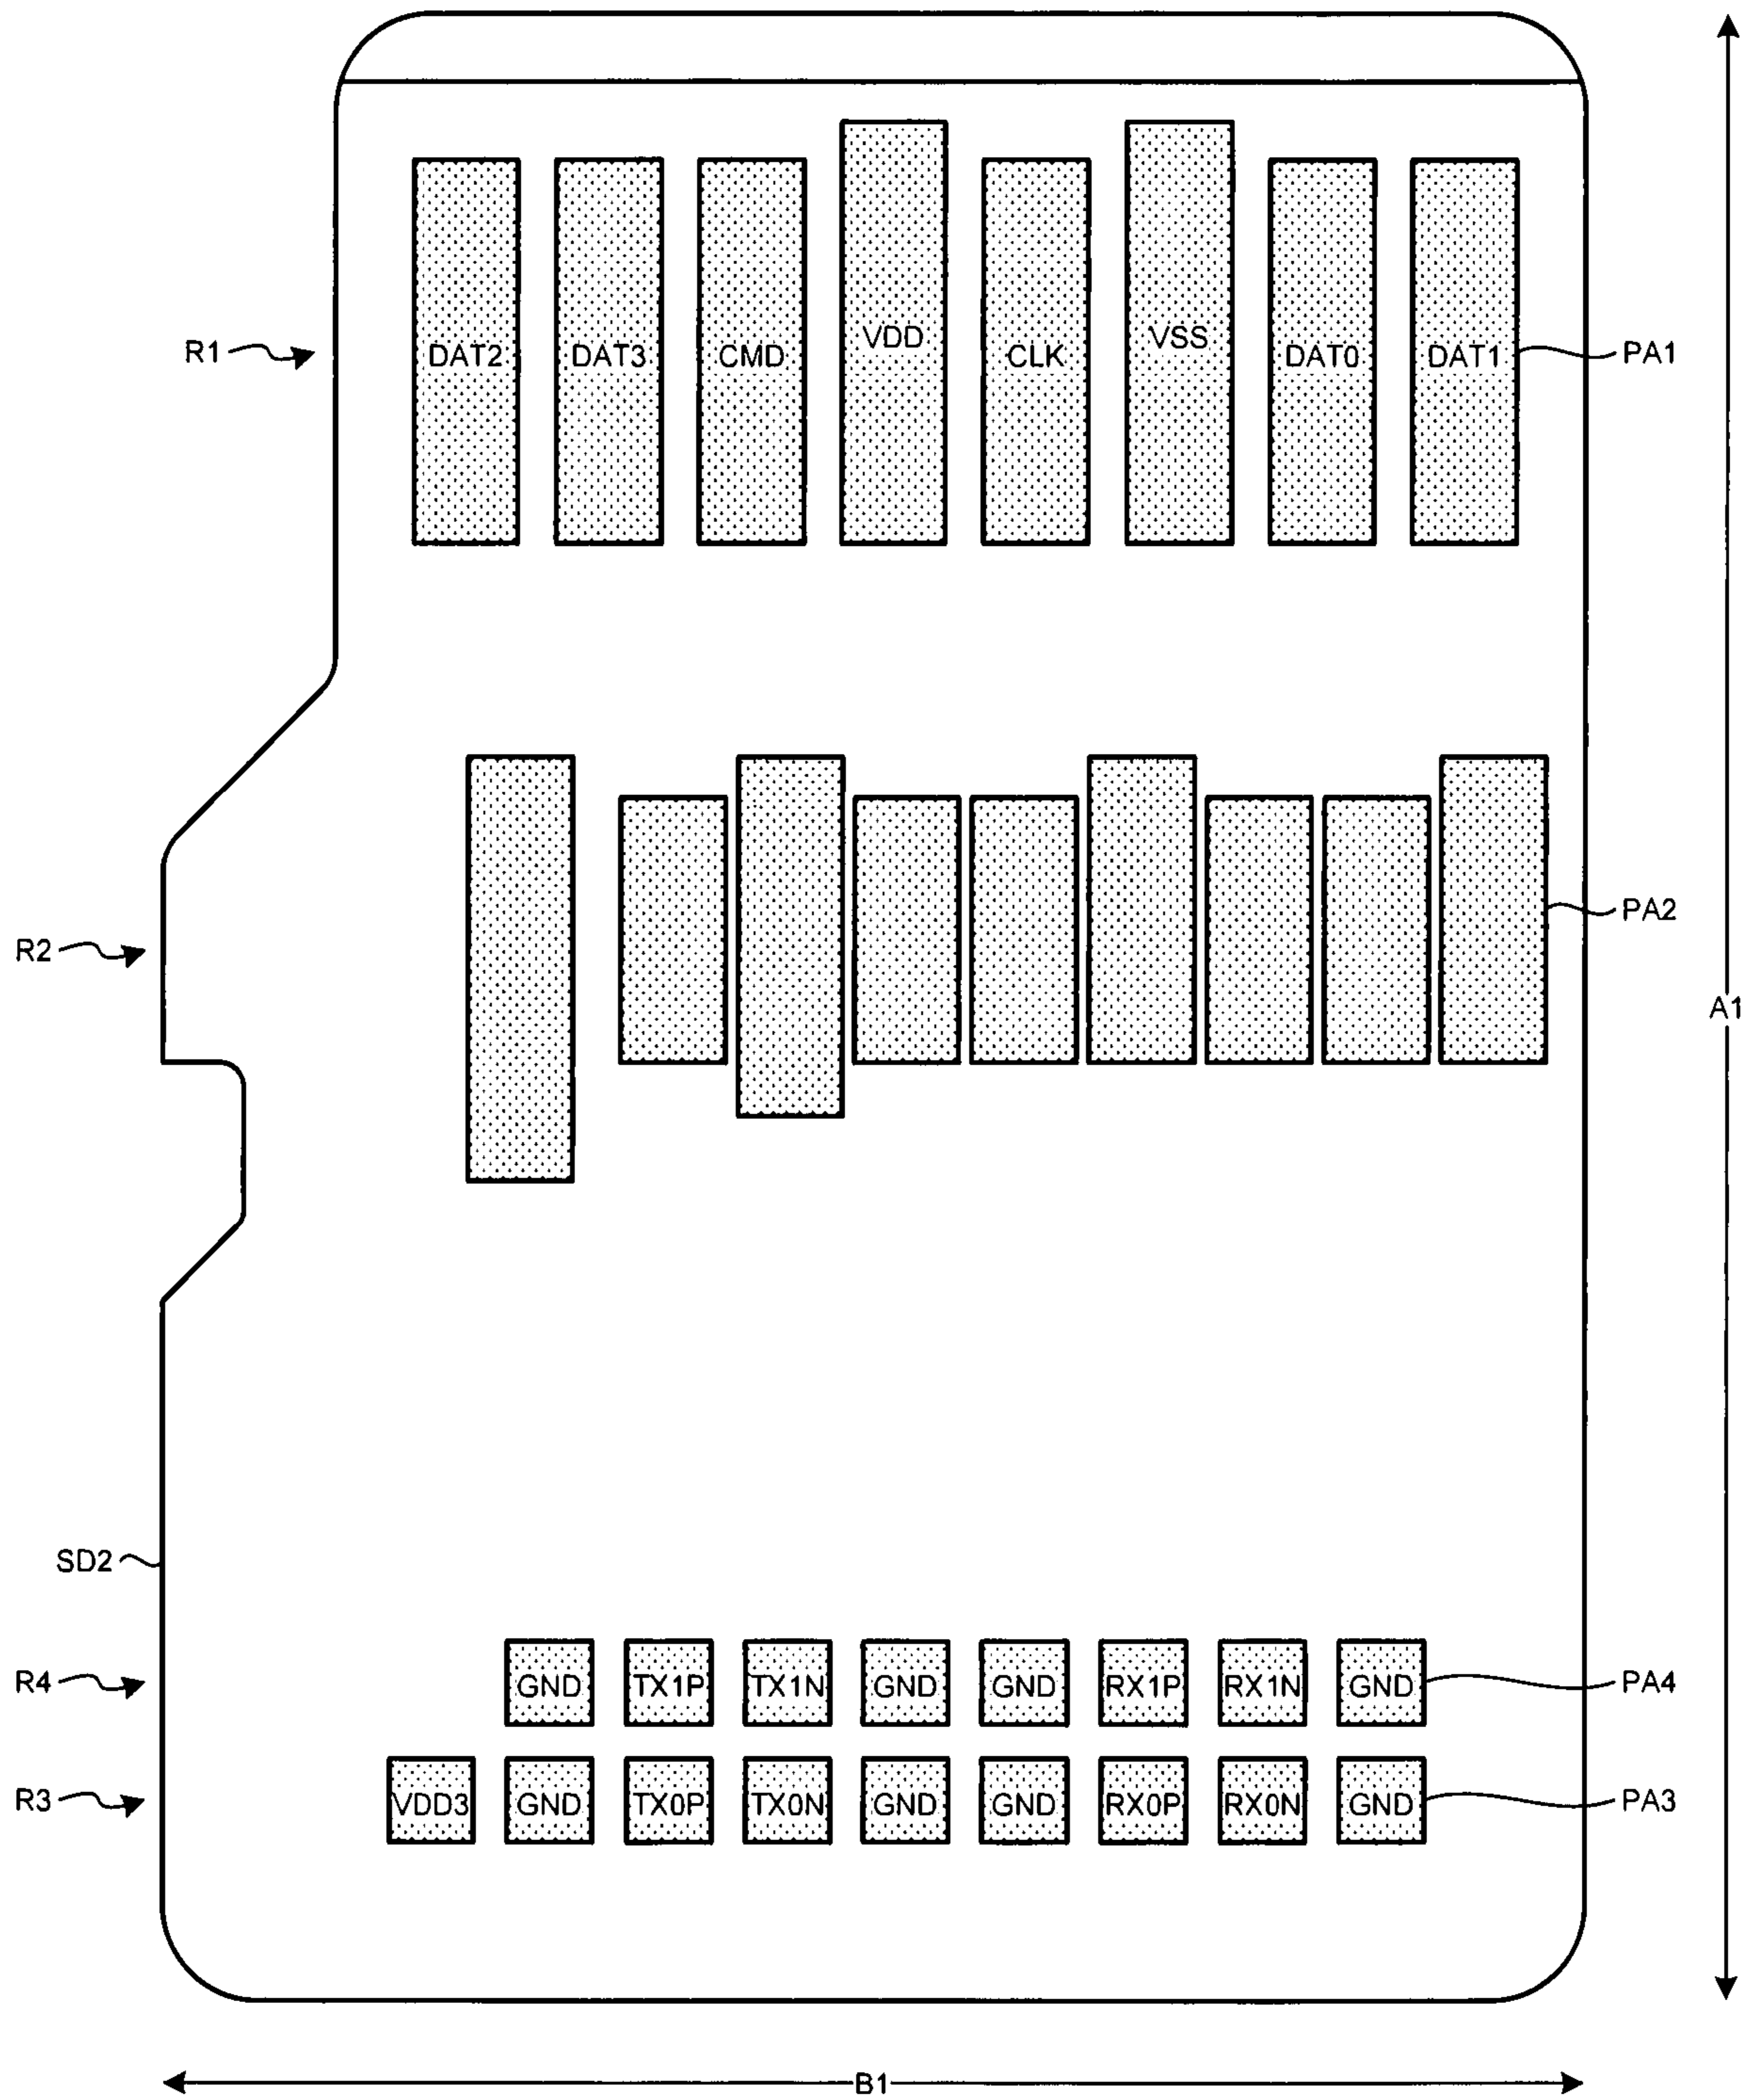 R1 DAT2 DAT3 CMD VDD CLK VSS DAT0 DAT1 PA1
R2 PA2
A1
SD2
R4 GND TX1P TX1N GND GND RX1P RX1N GND PA4
R3 VDD3 GND TX0P TX0N GND GND RX0P RX0N GND PA3
B1